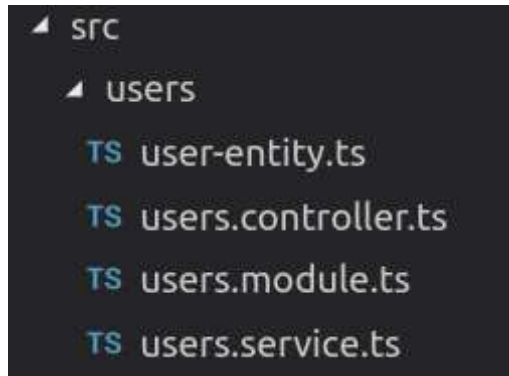 src
users
TS user-entity.ts
TS users.controller.ts
TS users.module.ts
TS users.service.ts